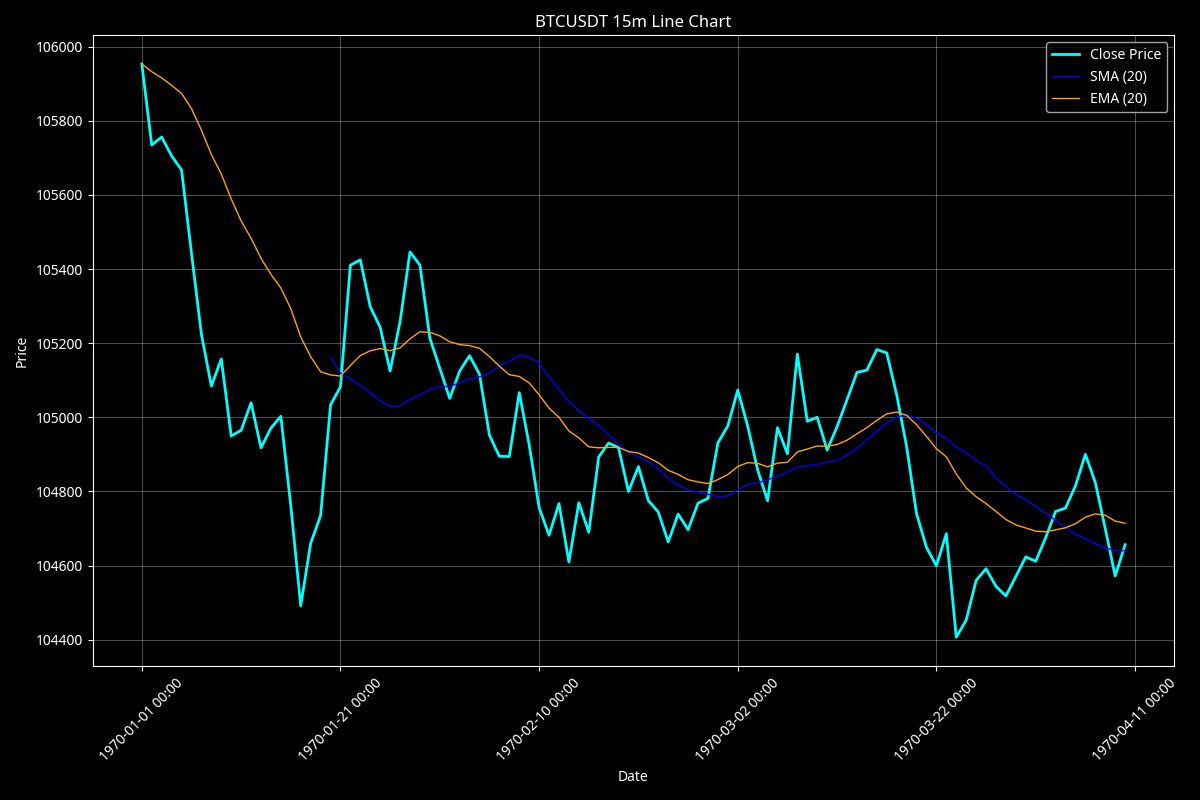 BTCUSDT 15m Line Chart
106000
105800
105600
105400
105200
105000
104800
104600
104400
Price
Close Price
SMA (20)
EMA (20)
1970-01-01 00:00
1970-01-21 00:00
1970-02-10 00:00
1970-03-02 00:00
1970-03-22 00:00
1970-04-11 00:00
Date